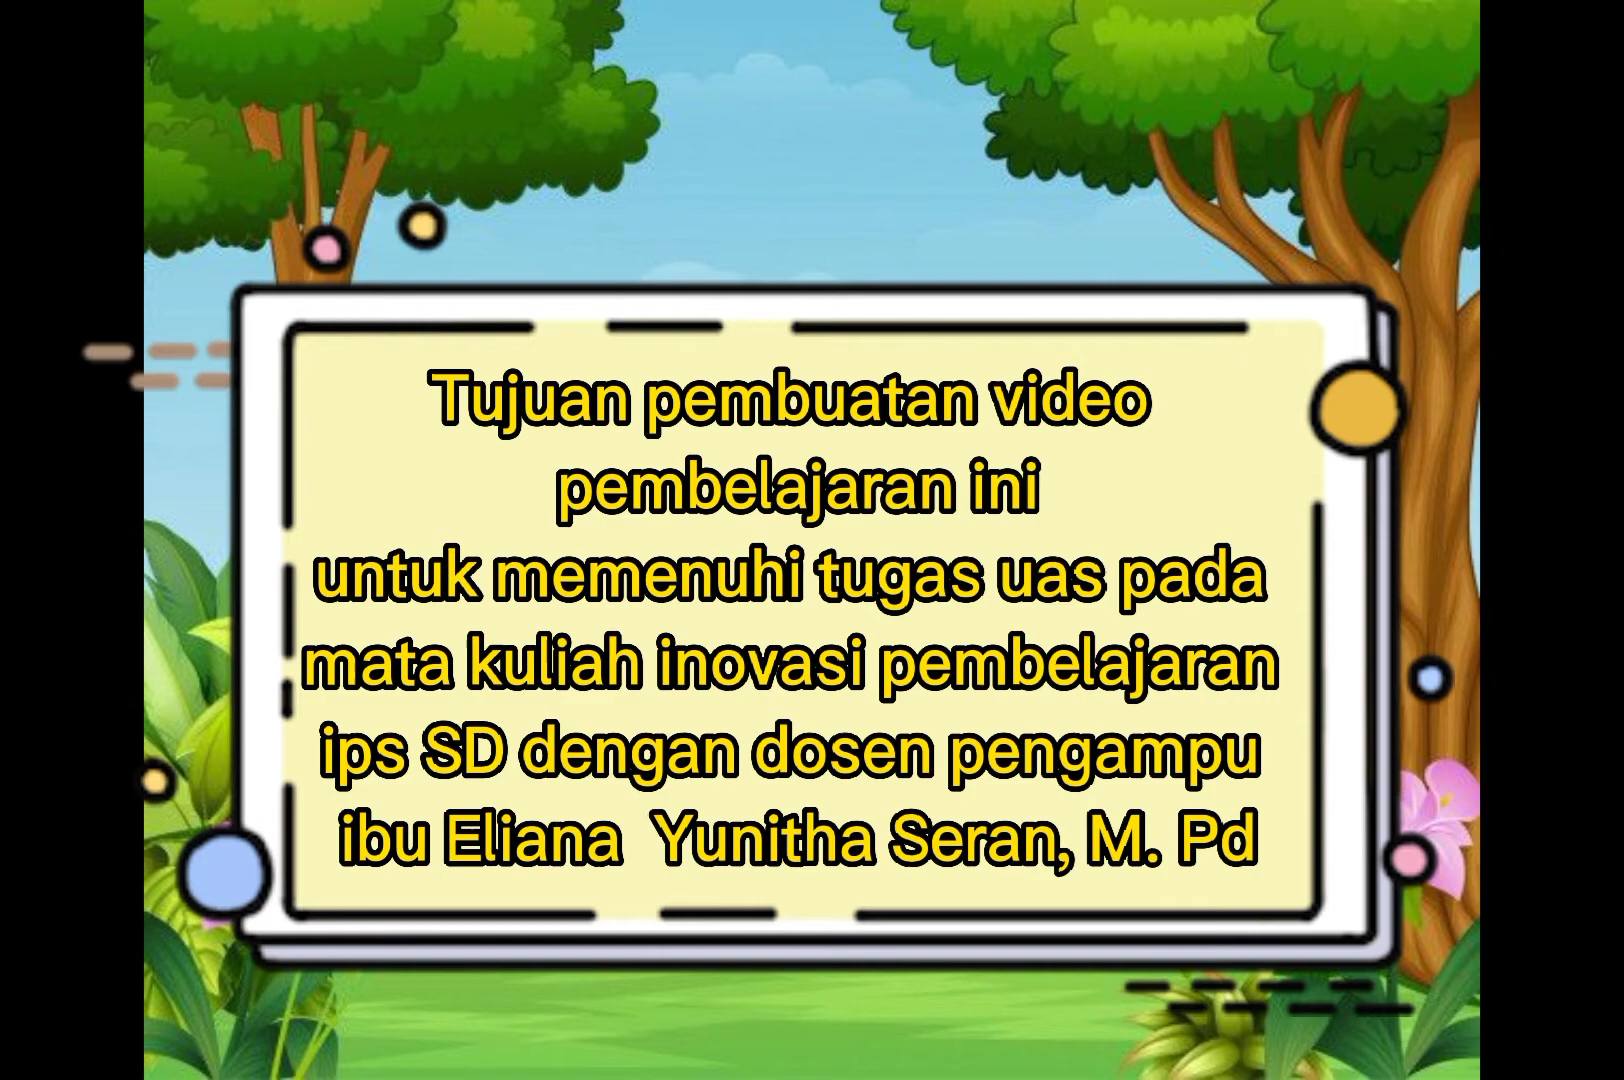 Tujuan pembuatan video
pembelajaran ini
untuk memenuhi tugas uas pada
mata kuliah inovasi pembelajaran
ips SD dengan dosen pengampu
ibu Eliana  Yunitha Seran, M. Pd